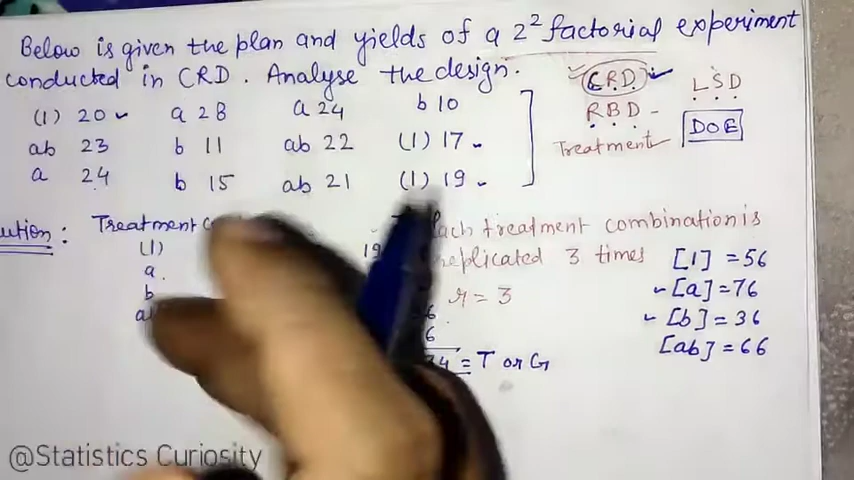 Below is given the plan and yields of a 2² factorial experiment
conducted in CRD. Analyse the design.
CRD LSD
RBD - DOE
Treatment
(1) 20 a 28 a 24 b 10
ab 23 b 11 ab 22 (1) 17
a 24 b 15 ab 21 (1) 19
ution: Treatment
(1) 19
a
b
each treatment combination is
replicated 3 times
r = 3
= T or G
[1] = 56
[a] = 76
[b] = 36
[ab] = 66
@Statistics Curiosity